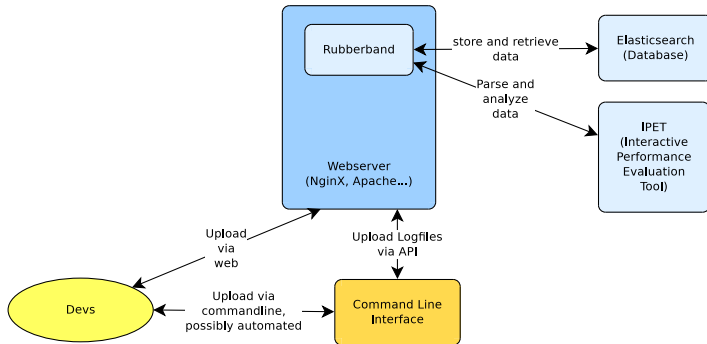 Rubberband
store and retrieve
data
Elasticsearch
(Database)
Parse and
analyze
data
IPET
(Interactive
Performance
Evaluation
Tool)
Webserver
(NginX, Apache...)
Upload
via
web
Upload Logfiles
via API
Devs
Upload via
commandline,
possibly automated
Command Line
Interface